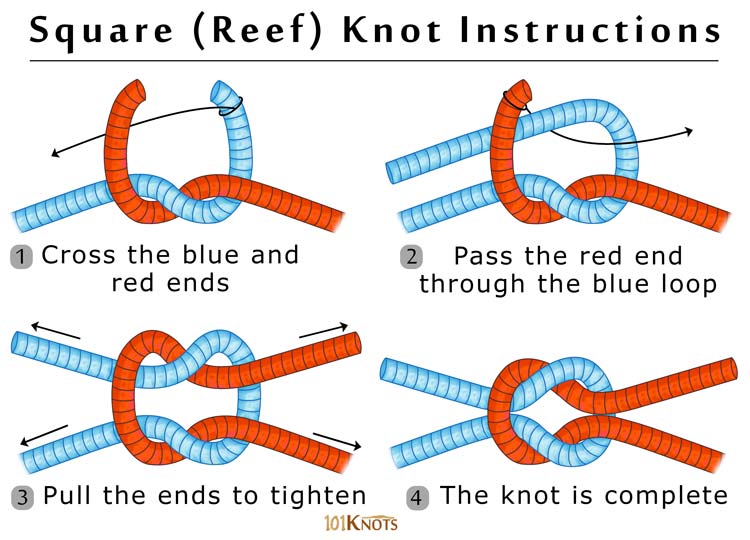 Square (Reef) Knot Instructions
1 Cross the blue and
red ends
2 Pass the red end
through the blue loop
3 Pull the ends to tighten
4 The knot is complete
101KNOTS